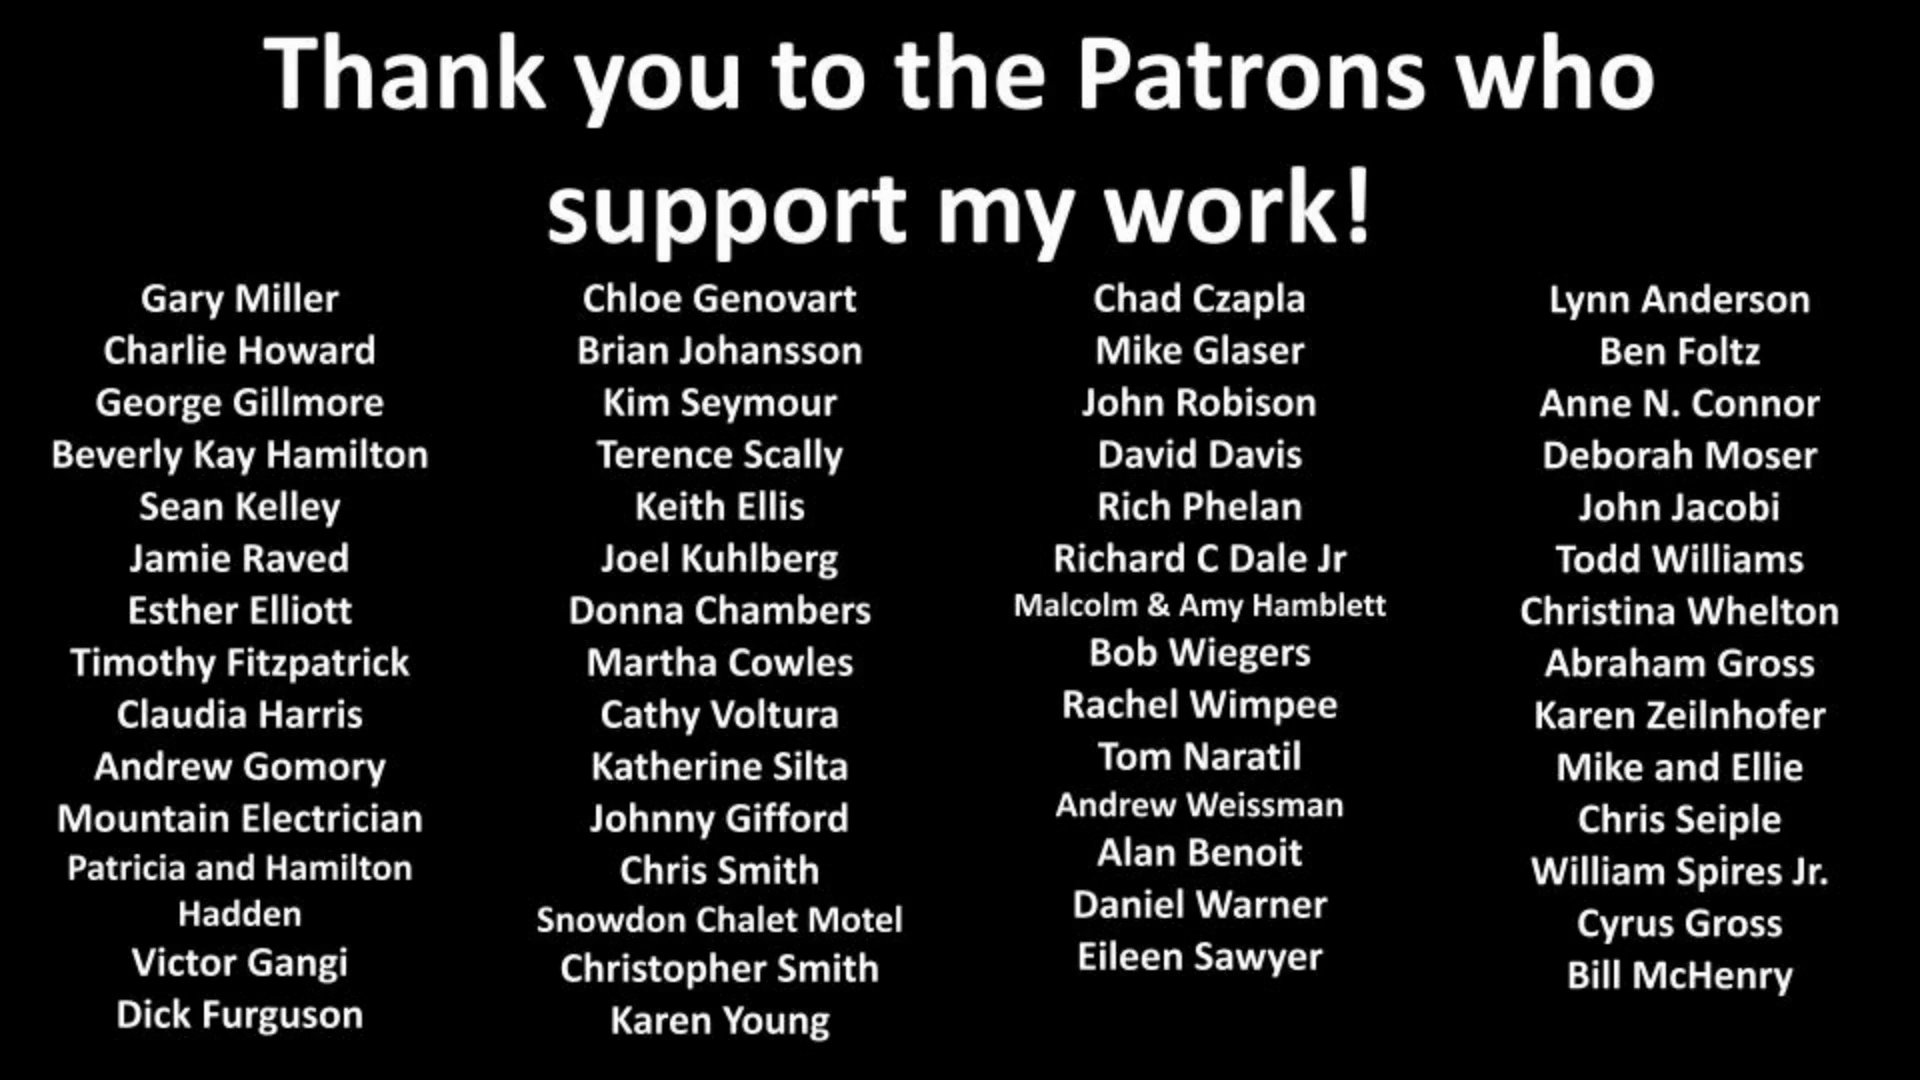 Thank you to the Patrons who
support my work!
Gary Miller
Charlie Howard
George Gillmore
Beverly Kay Hamilton
Sean Kelley
Jamie Raved
Esther Elliott
Timothy Fitzpatrick
Claudia Harris
Andrew Gomory
Mountain Electrician
Patricia and Hamilton
Hadden
Victor Gangi
Dick Furguson
Chloe Genovart
Brian Johansson
Kim Seymour
Terence Scally
Keith Ellis
Joel Kuhlberg
Donna Chambers
Martha Cowles
Cathy Voltura
Katherine Silta
Johnny Gifford
Chris Smith
Snowdon Chalet Motel
Christopher Smith
Karen Young
Chad Czapla
Mike Glaser
John Robison
David Davis
Rich Phelan
Richard C Dale Jr
Malcolm & Amy Hamblett
Bob Wiegers
Rachel Wimpee
Tom Naratil
Andrew Weissman
Alan Benoit
Daniel Warner
Eileen Sawyer
Lynn Anderson
Ben Foltz
Anne N. Connor
Deborah Moser
John Jacobi
Todd Williams
Christina Whelton
Abraham Gross
Karen Zeilnhofer
Mike and Ellie
Chris Seiple
William Spires Jr.
Cyrus Gross
Bill McHenry